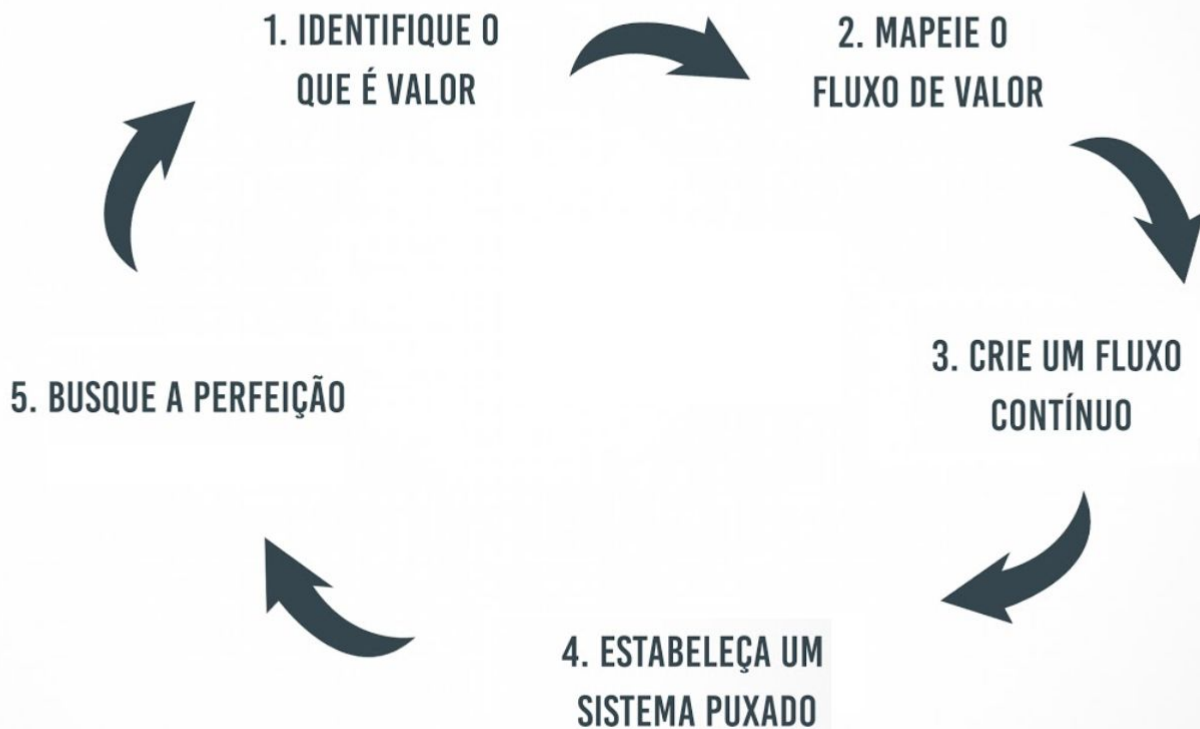 1. IDENTIFIQUE O
QUE É VALOR
2. MAPEIE O
FLUXO DE VALOR
3. CRIE UM FLUXO
CONTÍNUO
4. ESTABELEÇA UM
SISTEMA PUXADO
5. BUSQUE A PERFEIÇÃO